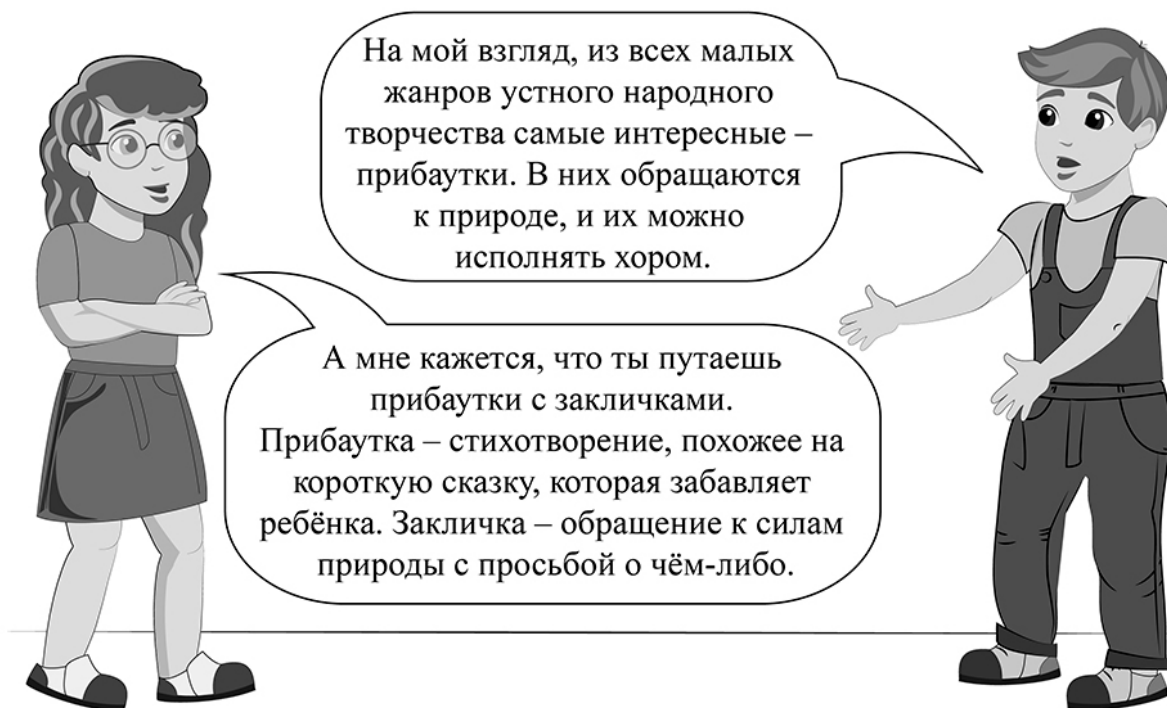 На мой взгляд, из всех малых
жанров устного народного
творчества самые интересные –
прибаутки. В них обращаются
к природе, и их можно
исполнять хором.
А мне кажется, что ты путаешь
прибаутки с закличками.
Прибаутка – стихотворение, похожее на
короткую сказку, которая забавляет
ребёнка. Закличка – обращение к силам
природы с просьбой о чём-либо.